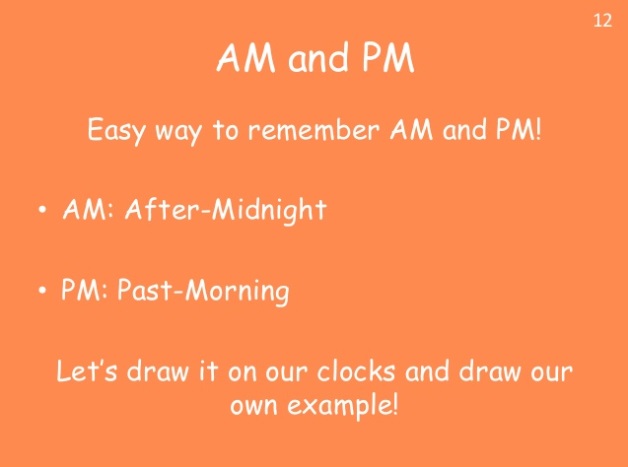 12
AM and PM
Easy way to remember AM and PM!
• AM: After-Midnight
• PM: Past-Morning
Let's draw it on our clocks and draw our
own example!